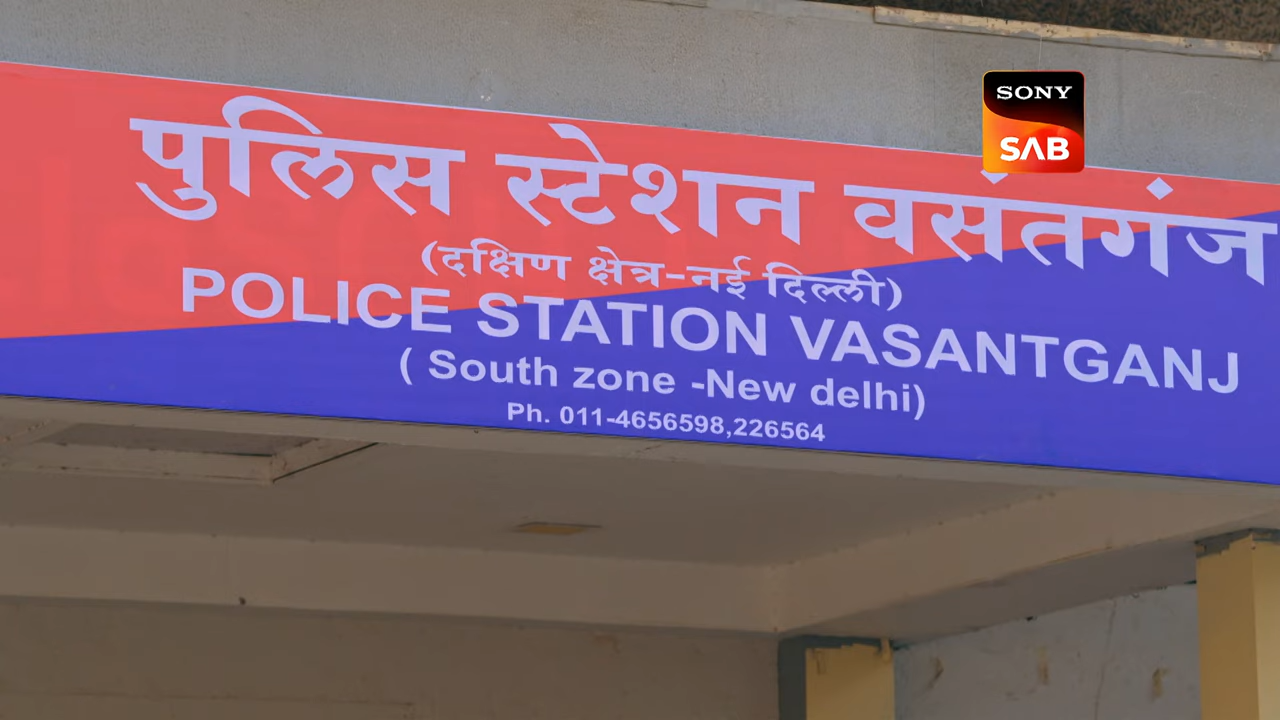 SONY
SAB
पुलिस स्टेशन वसंतगंज
(दक्षिण क्षेत्र-नई दिल्ली)
POLICE STATION VASANTGANJ
( South zone -New delhi)
Ph. 011-4656598,226564